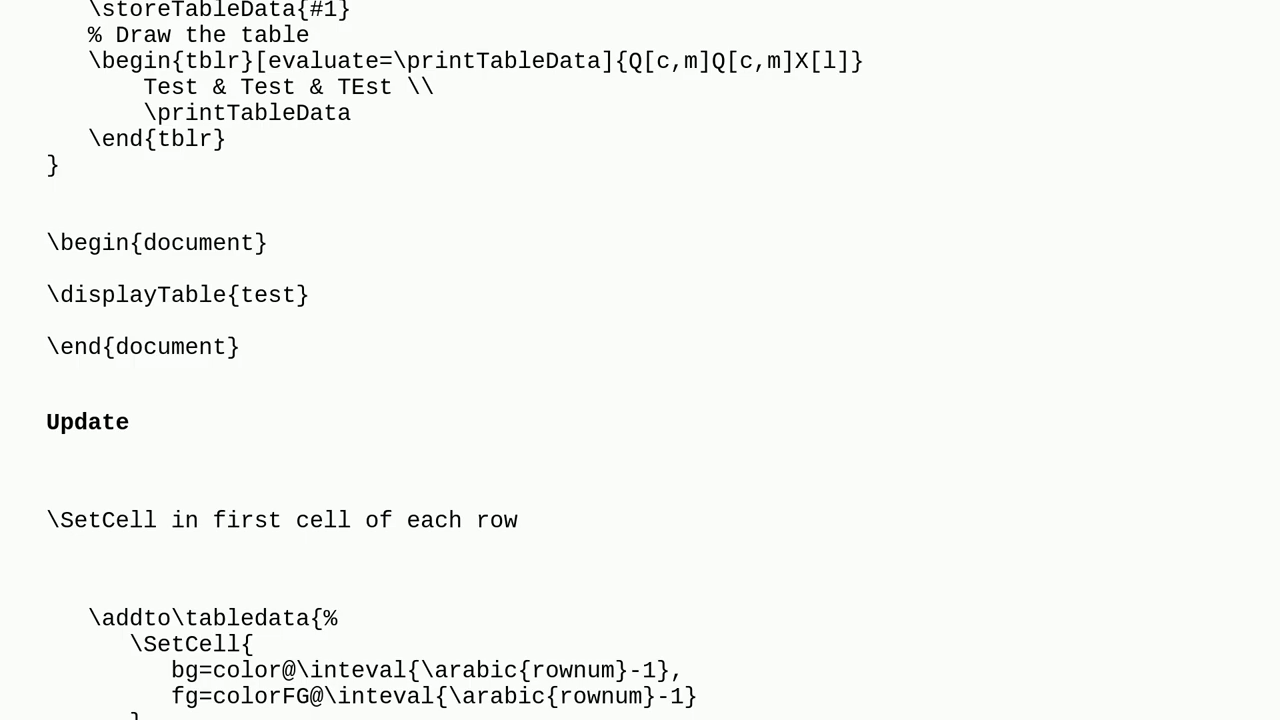 \storeTableData{#1}
% Draw the table
\begin{tblr}[evaluate=\printTableData]{Q[c,m]Q[c,m]X[l]}
Test & Test & TEst \\
\printTableData
\end{tblr}
}
\begin{document}
\displayTable{test}
\end{document}
Update
\SetCell in first cell of each row
\addto\tabledata{%
\SetCell{
bg=color@\inteval{\arabic{rownum}-1},
fg=colorFG@\inteval{\arabic{rownum}-1}
}